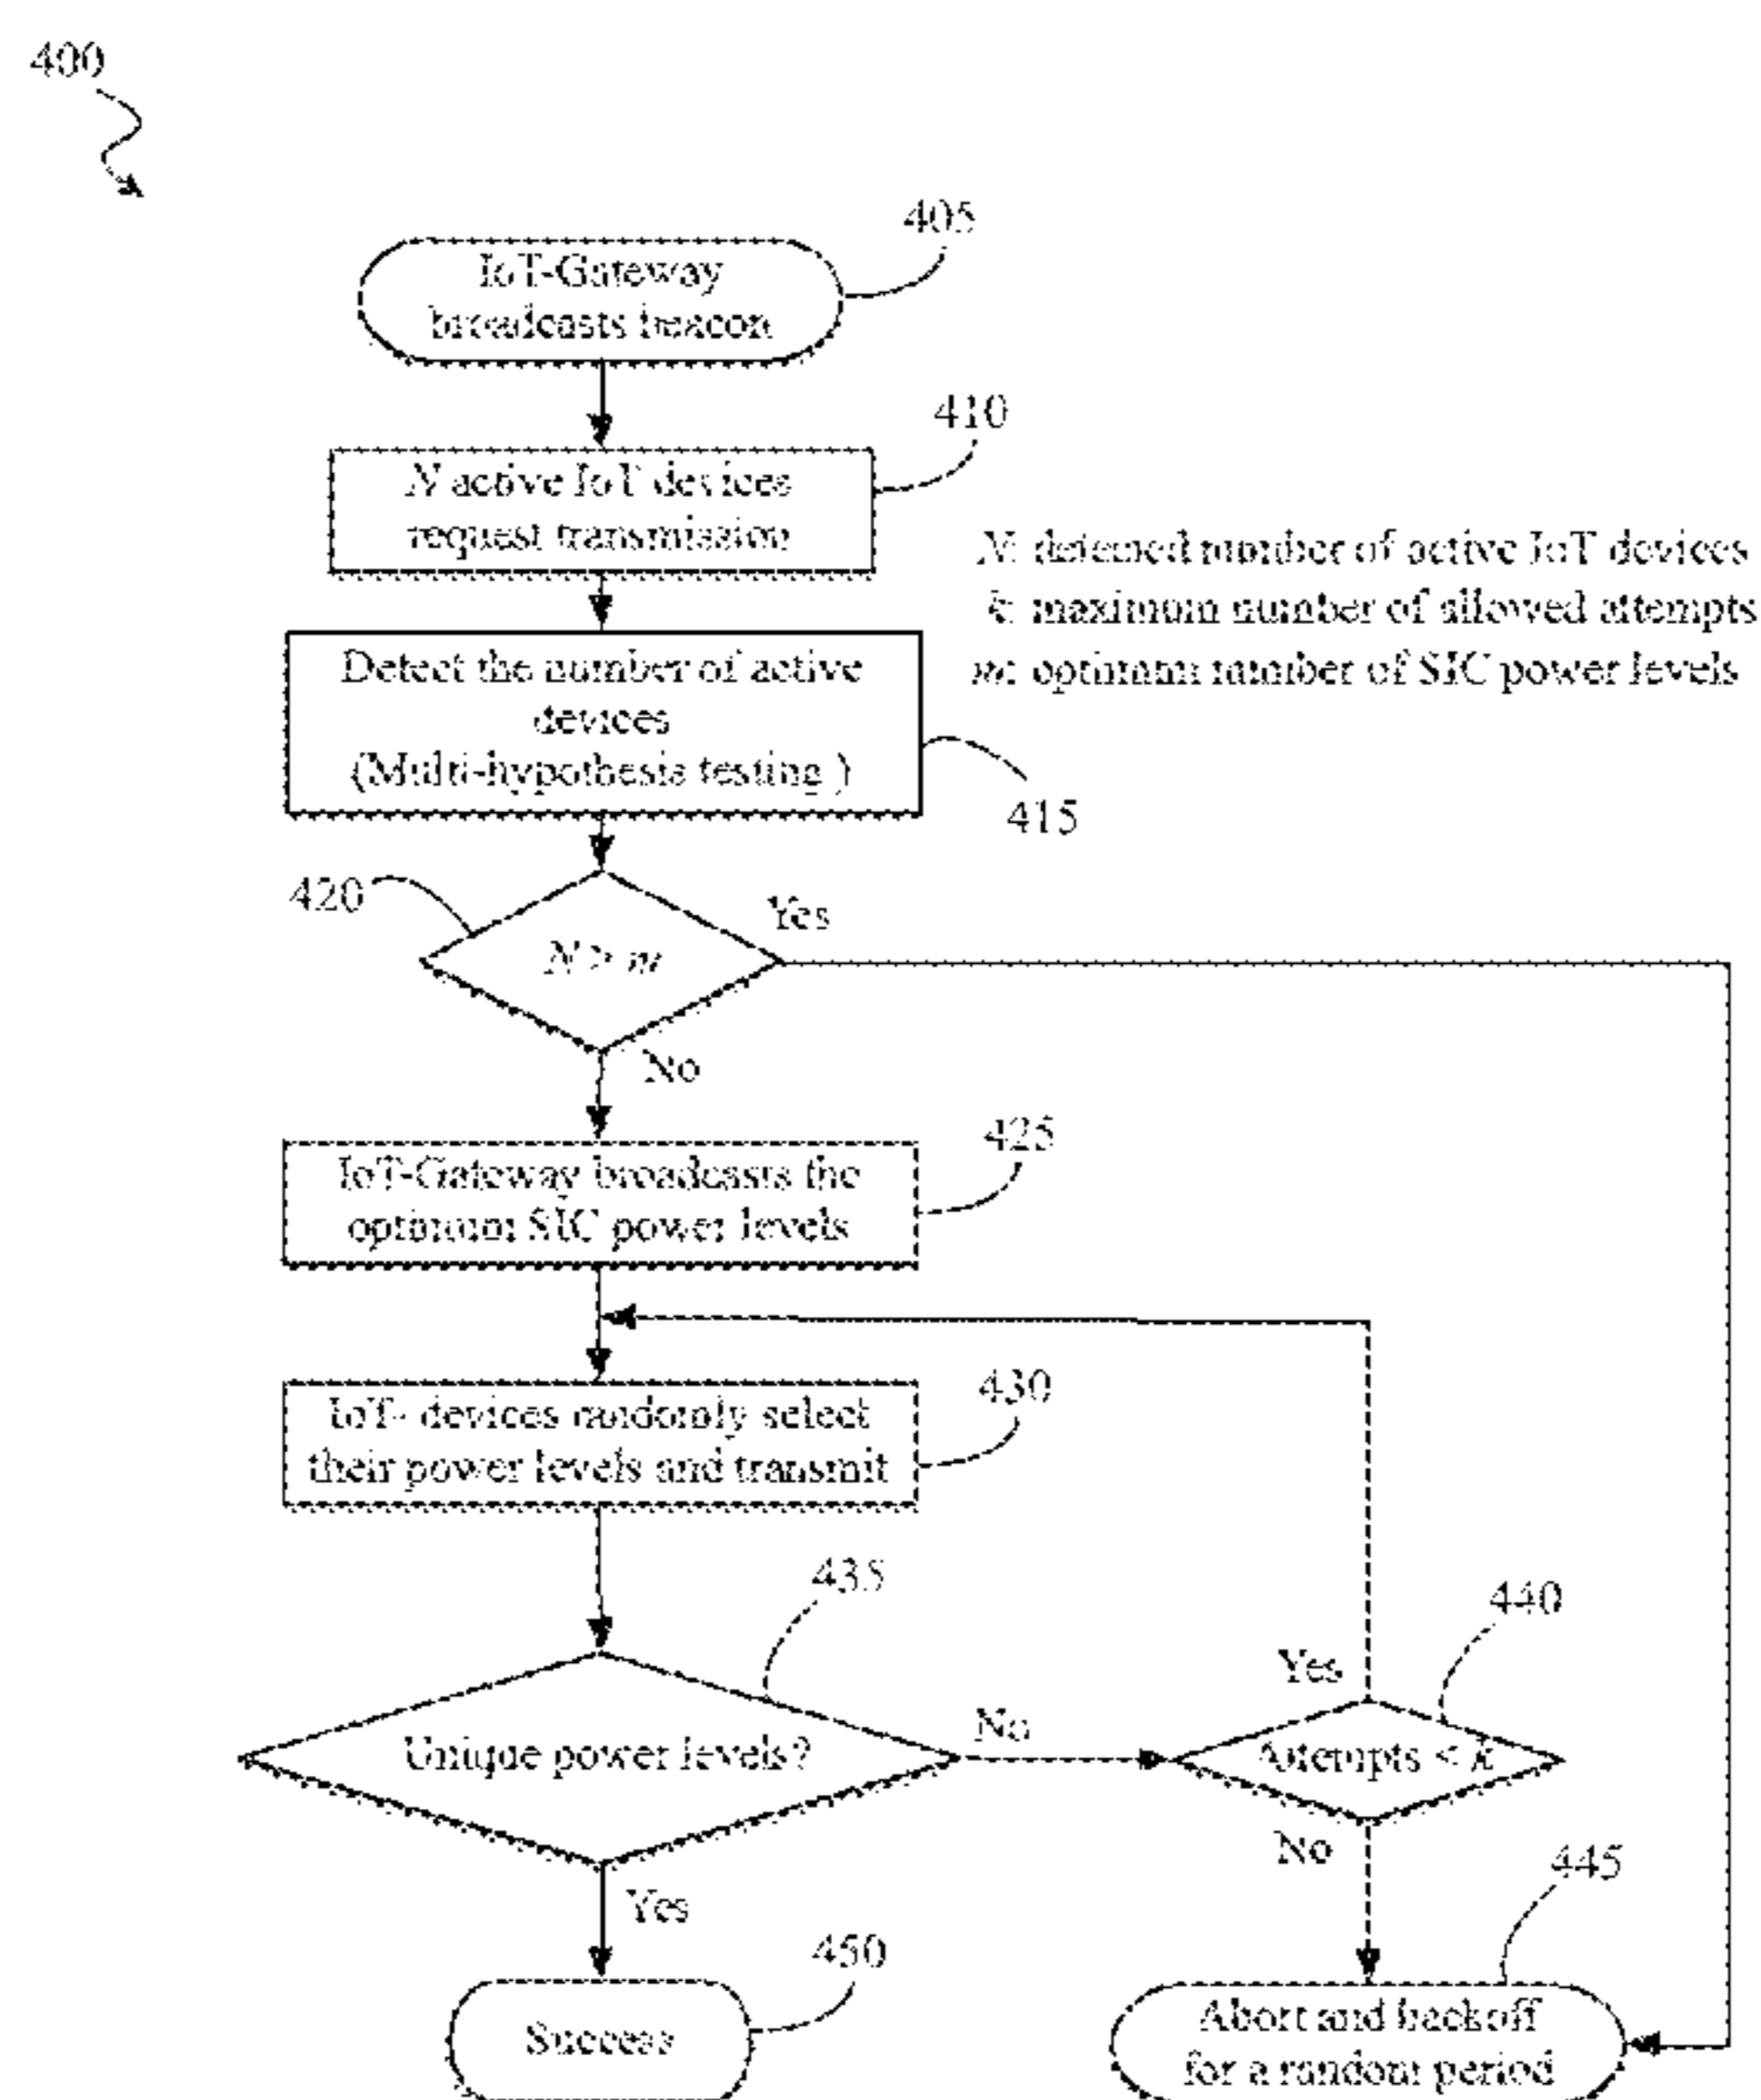 400
405
IoT-Gateway
broadcasts beacon
410
N active IoT devices
request transmission
N: detected number of active IoT devices
k: maximum number of allowed attempts
m: optimum number of SIC power levels
Detect the number of active
devices
(Multi-hypothesis testing )
415
420
N > m
Yes
No
425
IoT-Gateway broadcasts the
optimum SIC power levels
430
IoT- devices randomly select
their power levels and transmit
435
440
Unique power levels?
No
Yes
Attempts < k
No
445
Yes
450
Success
Abort and backoff
for a random period